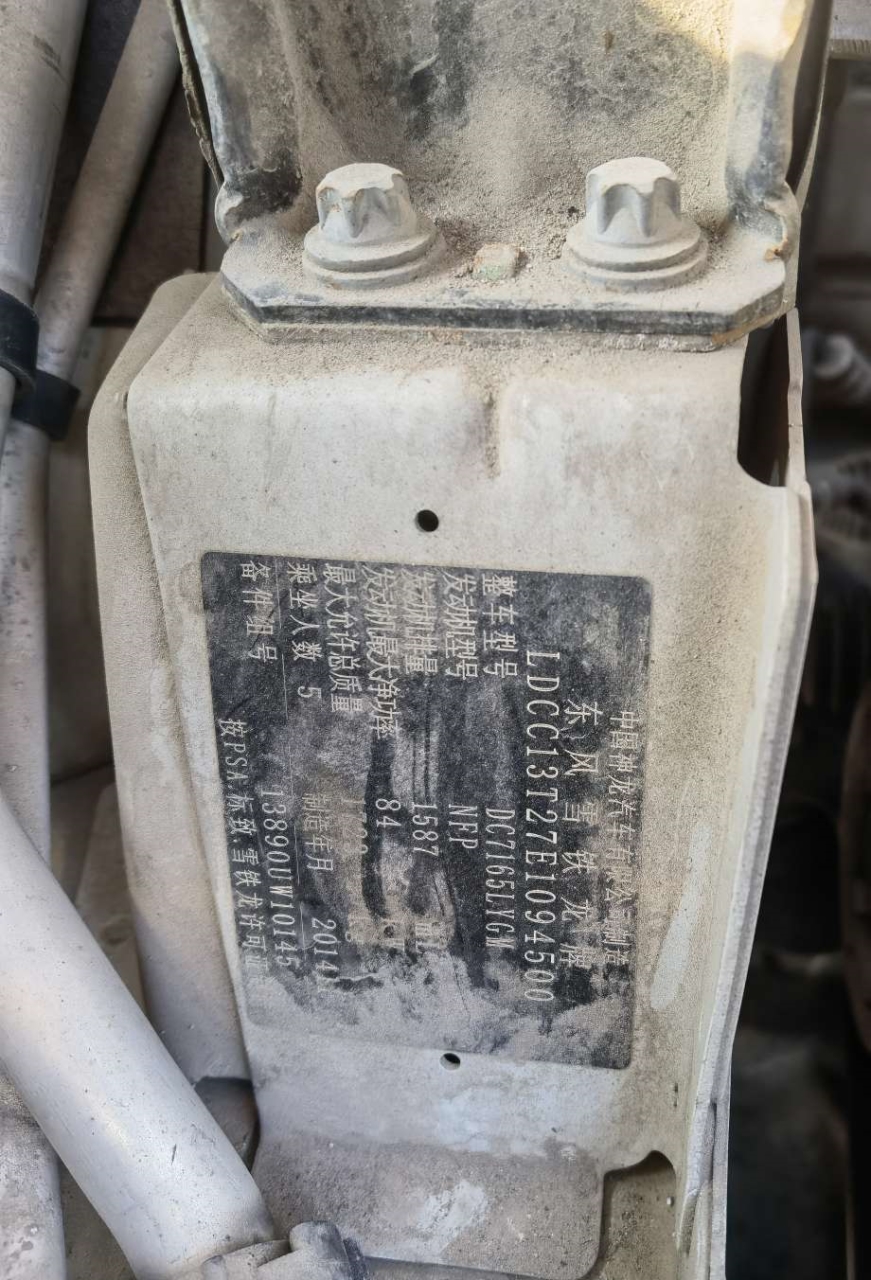 中国神龙汽车有限公司制造
东风雪铁龙牌
LDCC13T27E1094500
整车型号 DC7165LYGM
发动机型号 NFP
发动机排量 1587 mL
发动机最大净功率 84
最大允许总质量
乘坐人数 5 制造年月 2014
备件组号 13890UW10145
按PSA.标致.雪铁龙许可